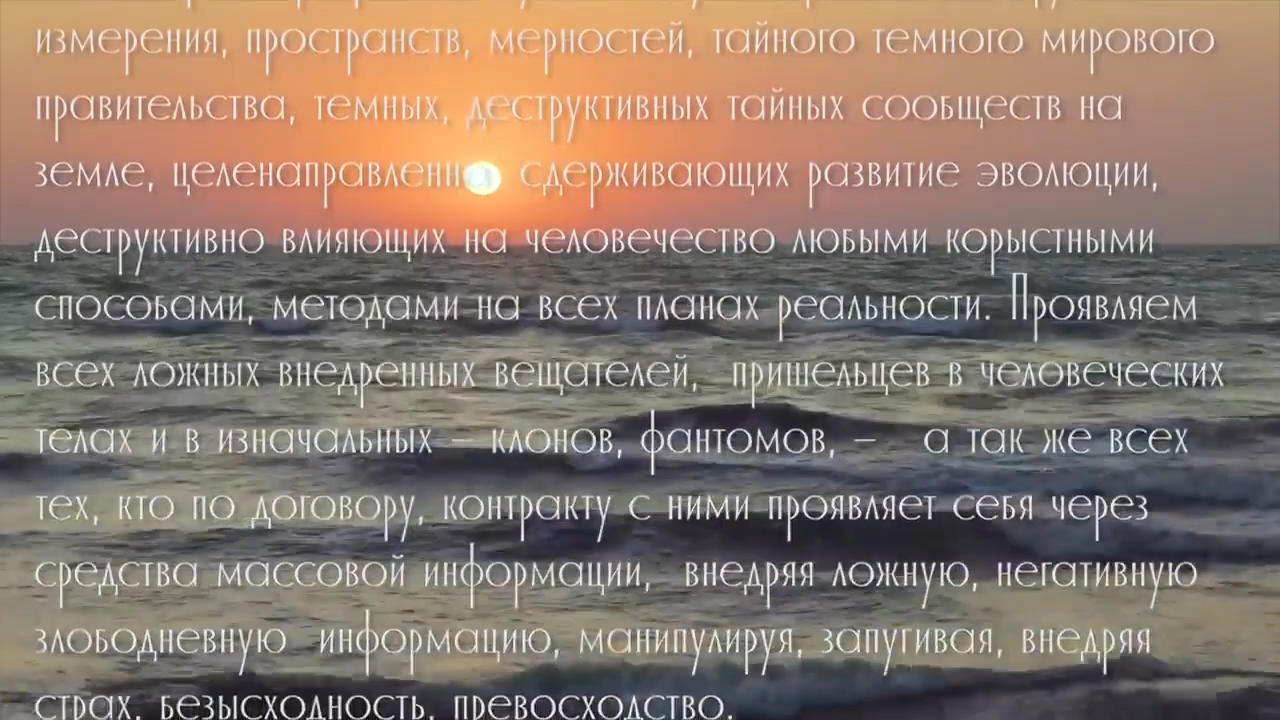 измерения, пространств, мерностей, тайного темного мирового
правительства, темных, деструктивных тайных сообществ на
земле, целенаправленно сдерживающих развитие эволюции,
деструктивно влияющих на человечество любыми корыстными
способами, методами на всех планах реальности. Проявляем
всех ложных внедренных вещателей, пришельцев в человеческих
телах и в изначальных – клонов, фантомов, – а так же всех
тех, кто по договору, контракту с ними проявляет себя через
средства массовой информации, внедряя ложную, негативную
злободневную информацию, манипулируя, запугивая, внедряя
страх, безысходность, превосходство.